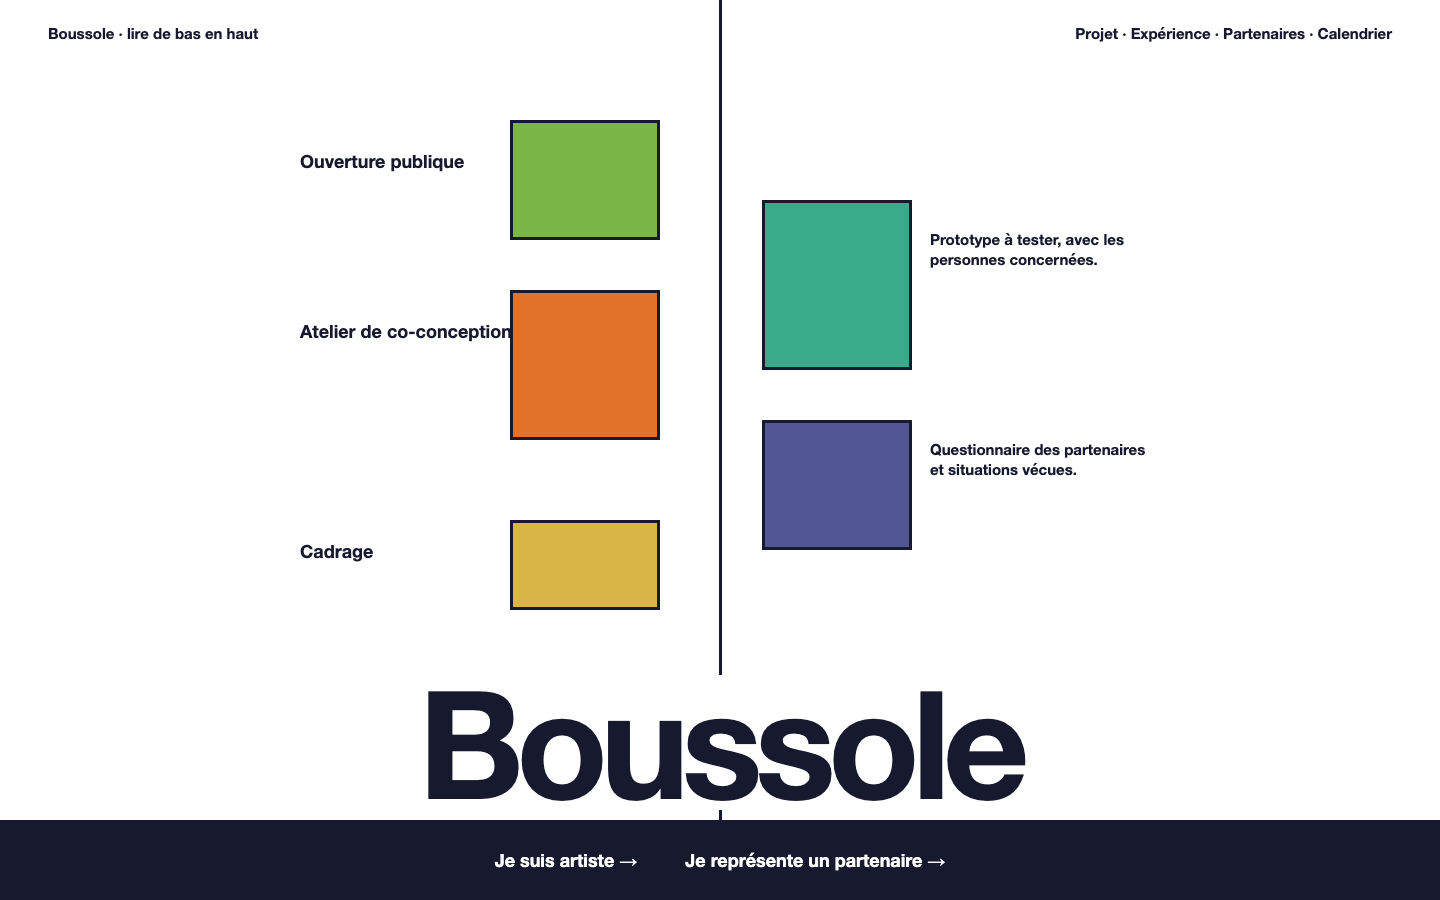 Boussole · lire de bas en haut
Projet · Expérience · Partenaires · Calendrier
Ouverture publique
Prototype à tester, avec les
personnes concernées.
Atelier de co-conception
Questionnaire des partenaires
et situations vécues.
Cadrage
Boussole
Je suis artiste →
Je représente un partenaire →